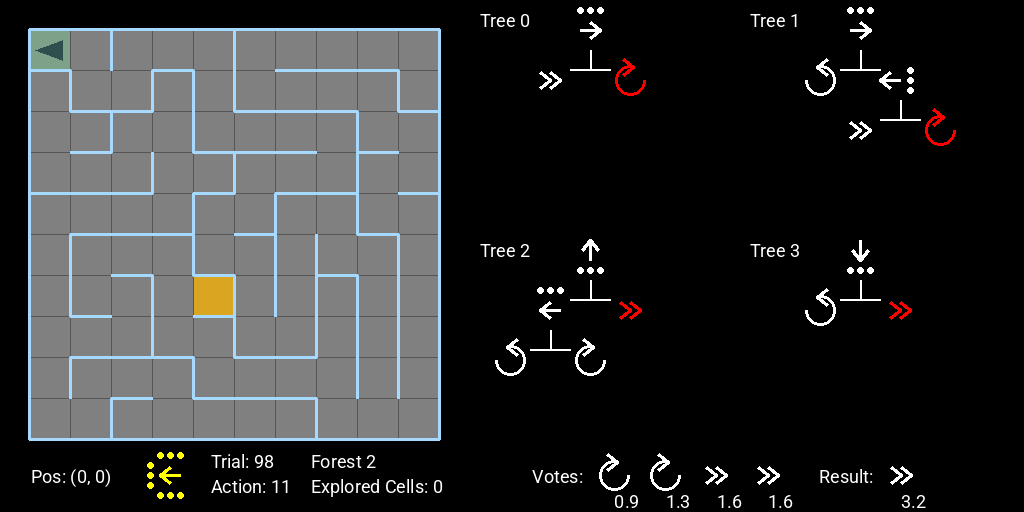 Tree 0
Tree 1
Tree 2
Tree 3
Pos: (0, 0)
Trial: 98
Forest 2
Action: 11
Explored Cells: 0
Votes:
0.9
1.3
1.6
1.6
Result:
3.2